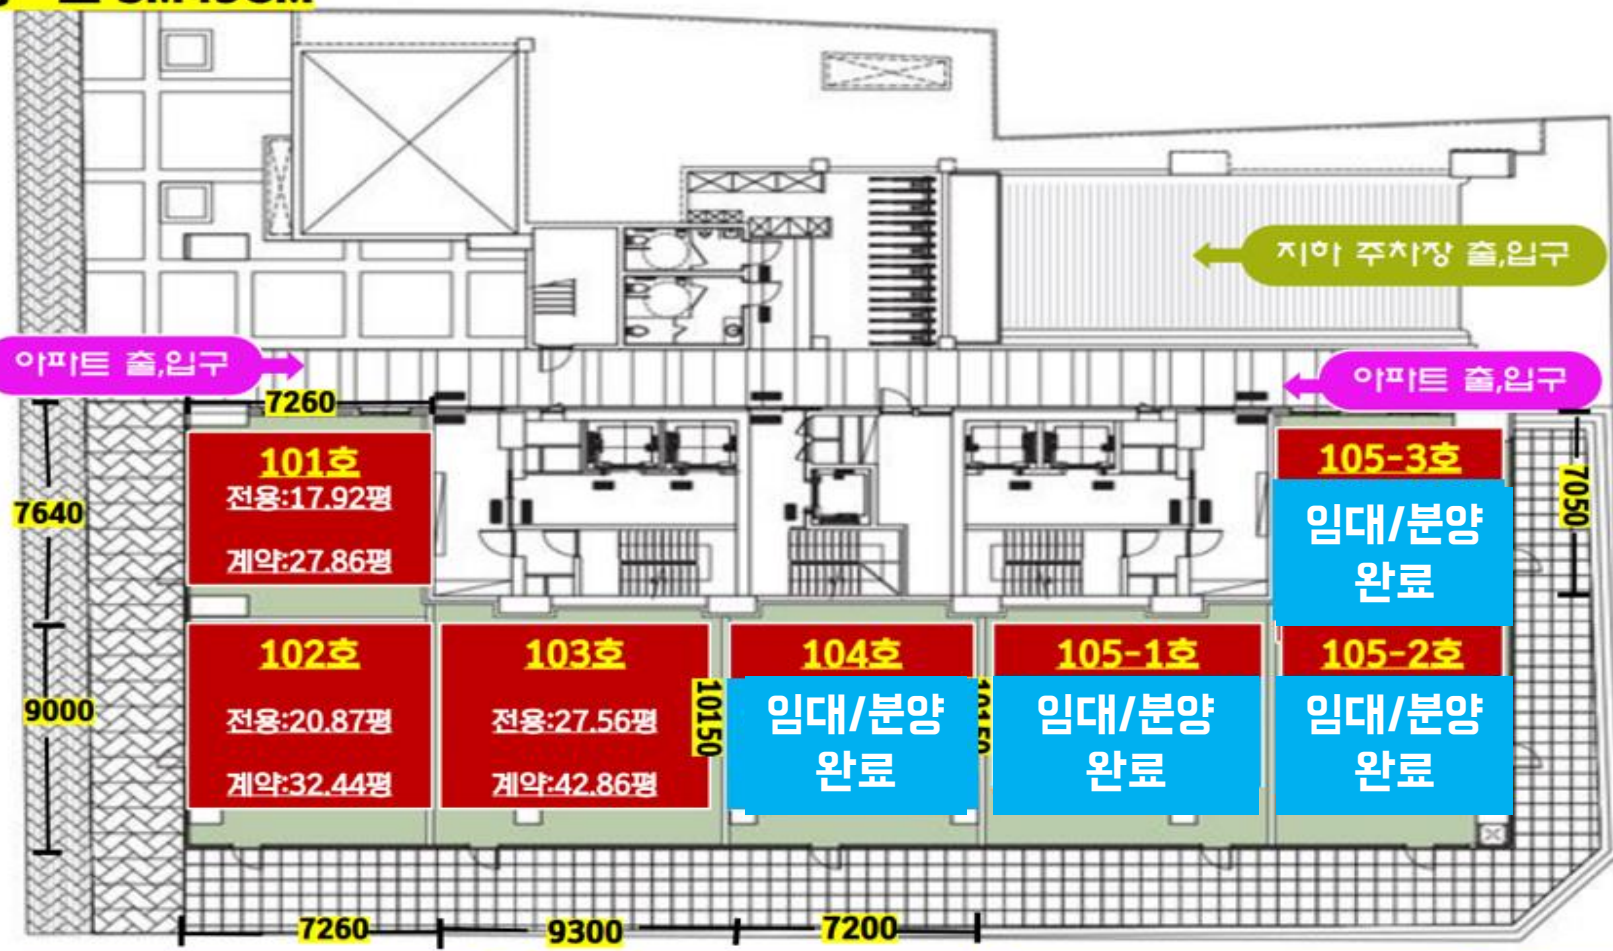 지하 주차장 출,입구
아파트 출,입구
아파트 출,입구
7260
7640
9000
101호
전용:17.92평
계약:27.86평
105-3호
임대/분양
완료
7050
102호
전용:20.87평
계약:32.44평
103호
전용:27.56평
계약:42.86평
10150
104호
임대/분양
완료
105-1호
임대/분양
완료
105-2호
임대/분양
완료
7260
9300
7200